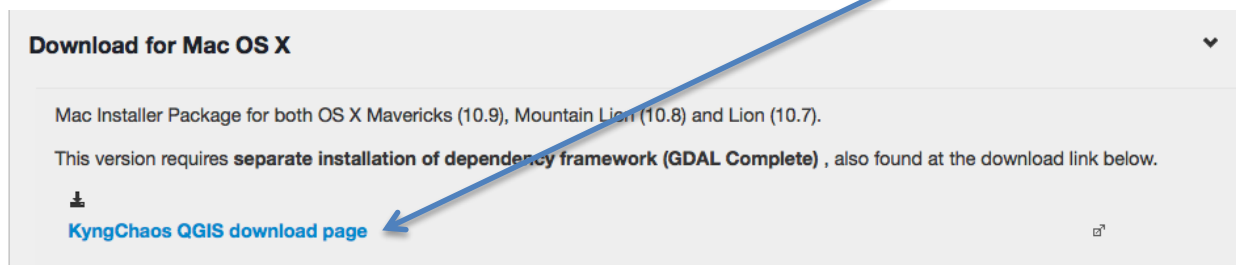 Download for Mac OS X
Mac Installer Package for both OS X Mavericks (10.9), Mountain Lion (10.8) and Lion (10.7).
This version requires separate installation of dependency framework (GDAL Complete) , also found at the download link below.
KyngChaos QGIS download page